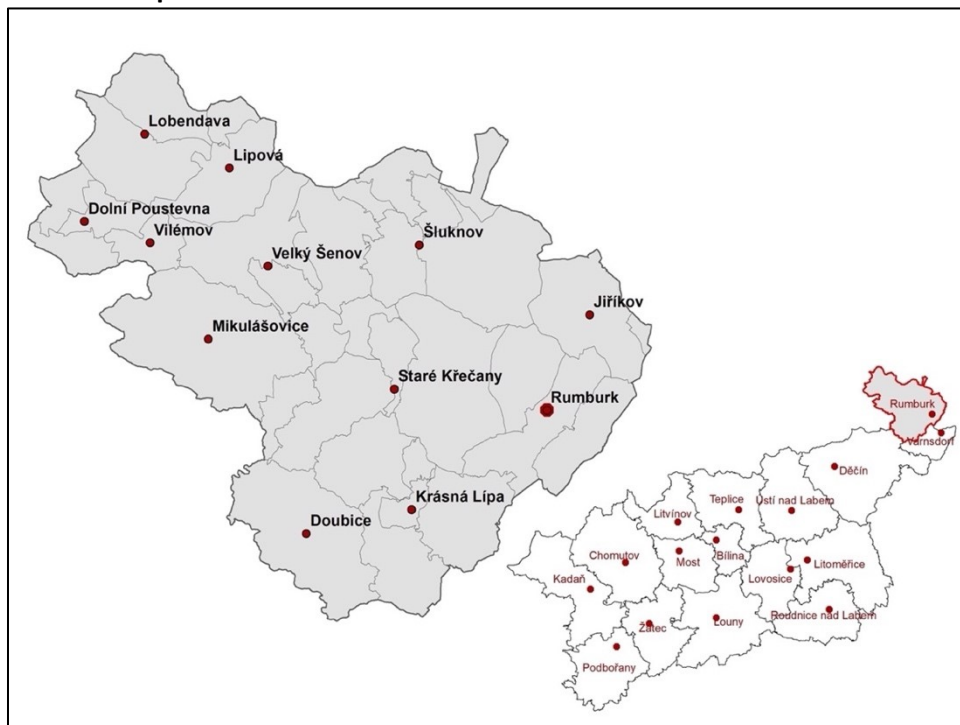 Lobendava
Lipová
Dolní Poustevna
Vilémov
Šluknov
Velký Šenov
Jiříkov
Mikulášovice
Staré Křečany
Rumburk
Krásná Lípa
Doubice
Rumburk
Varnsdorf
Děčín
Teplice
Ústí nad Labem
Litvínov
Chomutov
Most
Bílina
Litoměřice
Lovosice
Kadaň
Roudnice nad Labem
Žatec
Louny
Podbořany